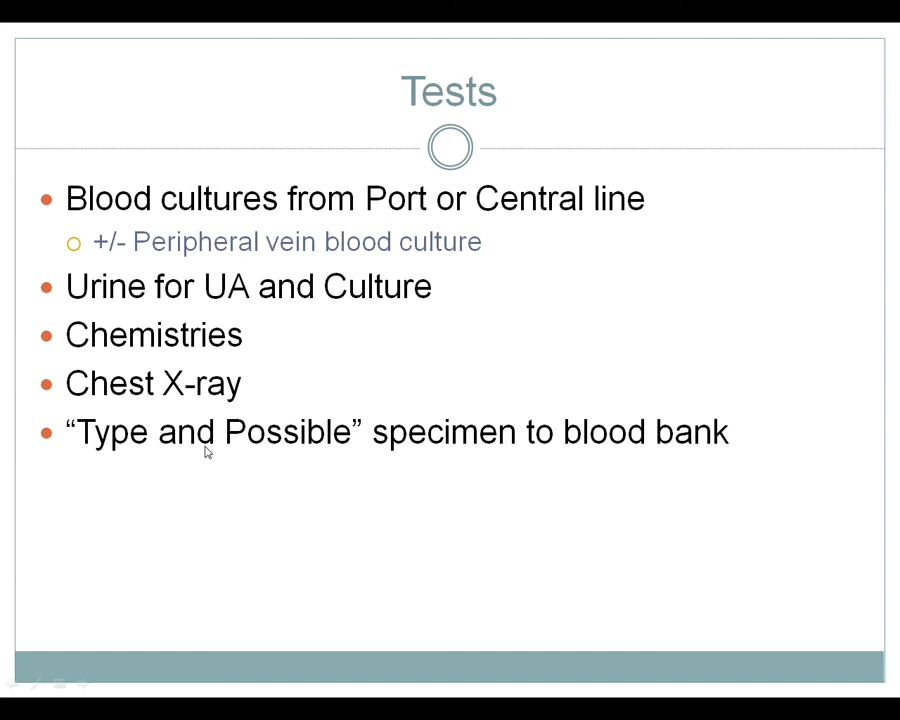 Tests
Blood cultures from Port or Central line
+/- Peripheral vein blood culture
Urine for UA and Culture
Chemistries
Chest X-ray
“Type and Possible” specimen to blood bank